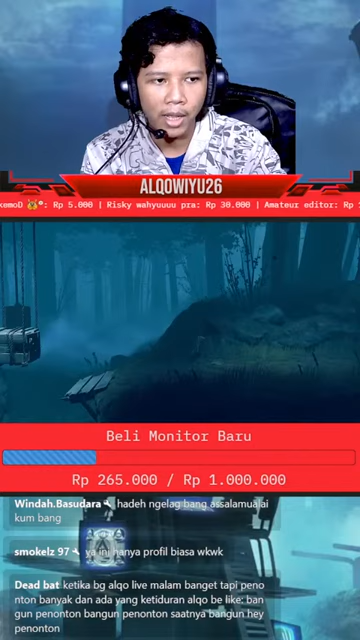 ALQOWIYU26
kemoD 🐯°: Rp 5.000 | Risky wahyuuuu pra: Rp 30.000 | Amateur editor: Rp
Beli Monitor Baru
Rp 265.000 / Rp 1.000.000
Windah.Basudara🔧 hadeh ngelag bang assalamualai
kum bang
smokelz 97🔧 ya ini hanya profil biasa wkwk
Dead bat ketika bg alqo live malam banget tapi peno
nton banyak dan ada yang ketiduran alqo be like: ban
gun penonton bangun penonton saatnya bangun hey
penonton